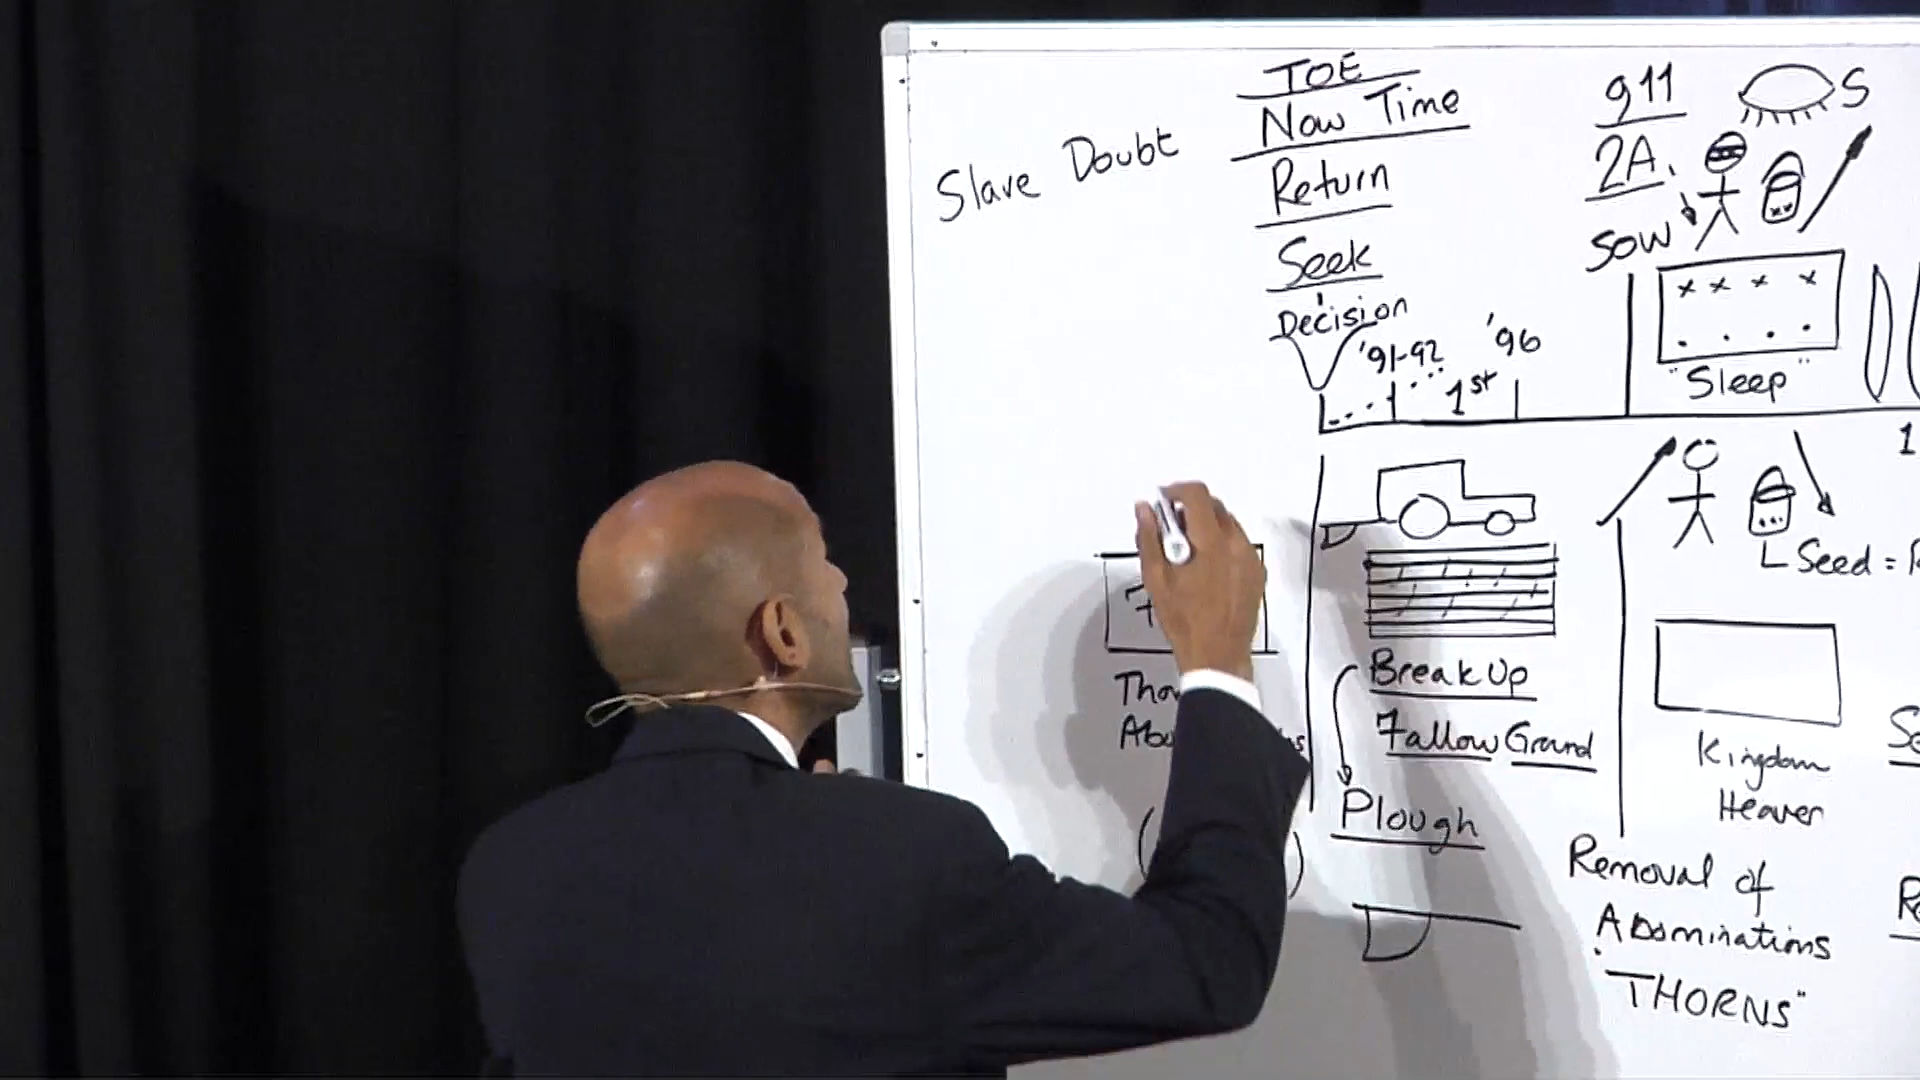 TOE
Now Time
Slave Doubt
Return
Seek
Decision
'91-92
'96
1st
911
S
2A.
SOW
x x x x
"Sleep"
1
Seed =
Break Up
Fallow Ground
Plough
Kingdom
Heaven
Removal of
Abominations
"THORNS"